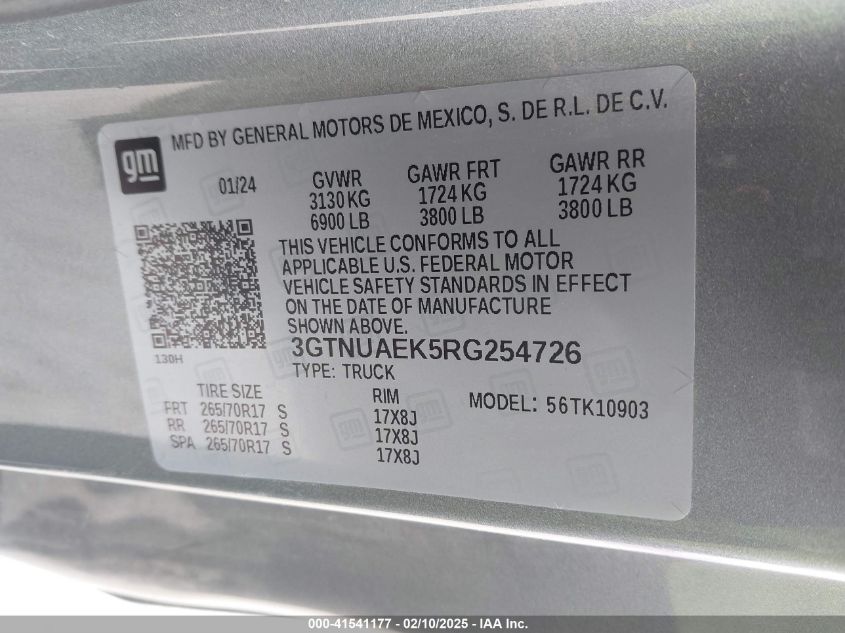 gm
MFD BY GENERAL MOTORS DE MEXICO, S. DE R.L. DE C.V.
01/24 GVWR GAWR FRT GAWR RR
3130 KG 1724 KG 1724 KG
6900 LB 3800 LB 3800 LB
THIS VEHICLE CONFORMS TO ALL
APPLICABLE U.S. FEDERAL MOTOR
VEHICLE SAFETY STANDARDS IN EFFECT
ON THE DATE OF MANUFACTURE
SHOWN ABOVE.
130H
3GTNUAEK5RG254726
TYPE: TRUCK
TIRE SIZE RIM MODEL: 56TK10903
FRT 265/70R17 S 17X8J
RR 265/70R17 S 17X8J
SPA 265/70R17 S 17X8J
000-41541177 - 02/10/2025 - IAA Inc.